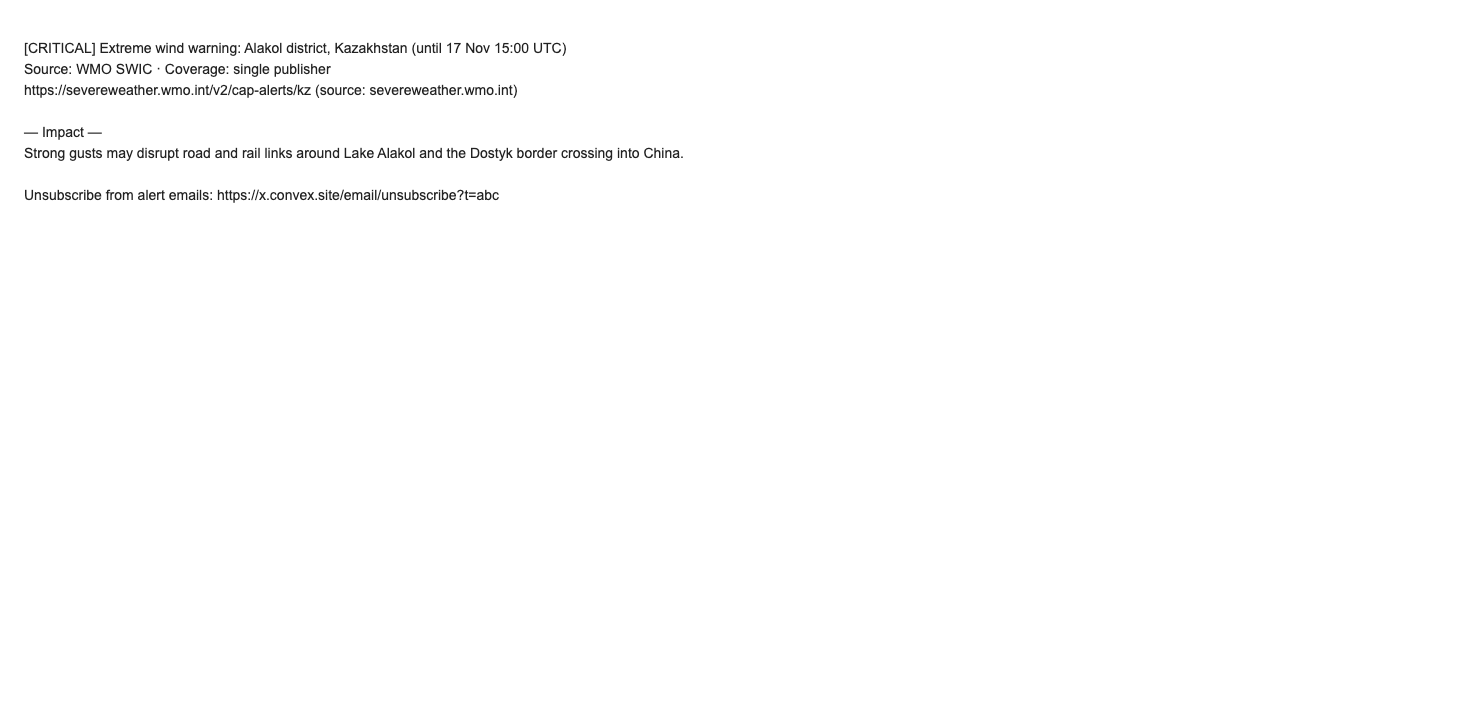 [CRITICAL] Extreme wind warning: Alakol district, Kazakhstan (until 17 Nov 15:00 UTC)
Source: WMO SWIC · Coverage: single publisher
https://severeweather.wmo.int/v2/cap-alerts/kz (source: severeweather.wmo.int)
— Impact —
Strong gusts may disrupt road and rail links around Lake Alakol and the Dostyk border crossing into China.
Unsubscribe from alert emails: https://x.convex.site/email/unsubscribe?t=abc